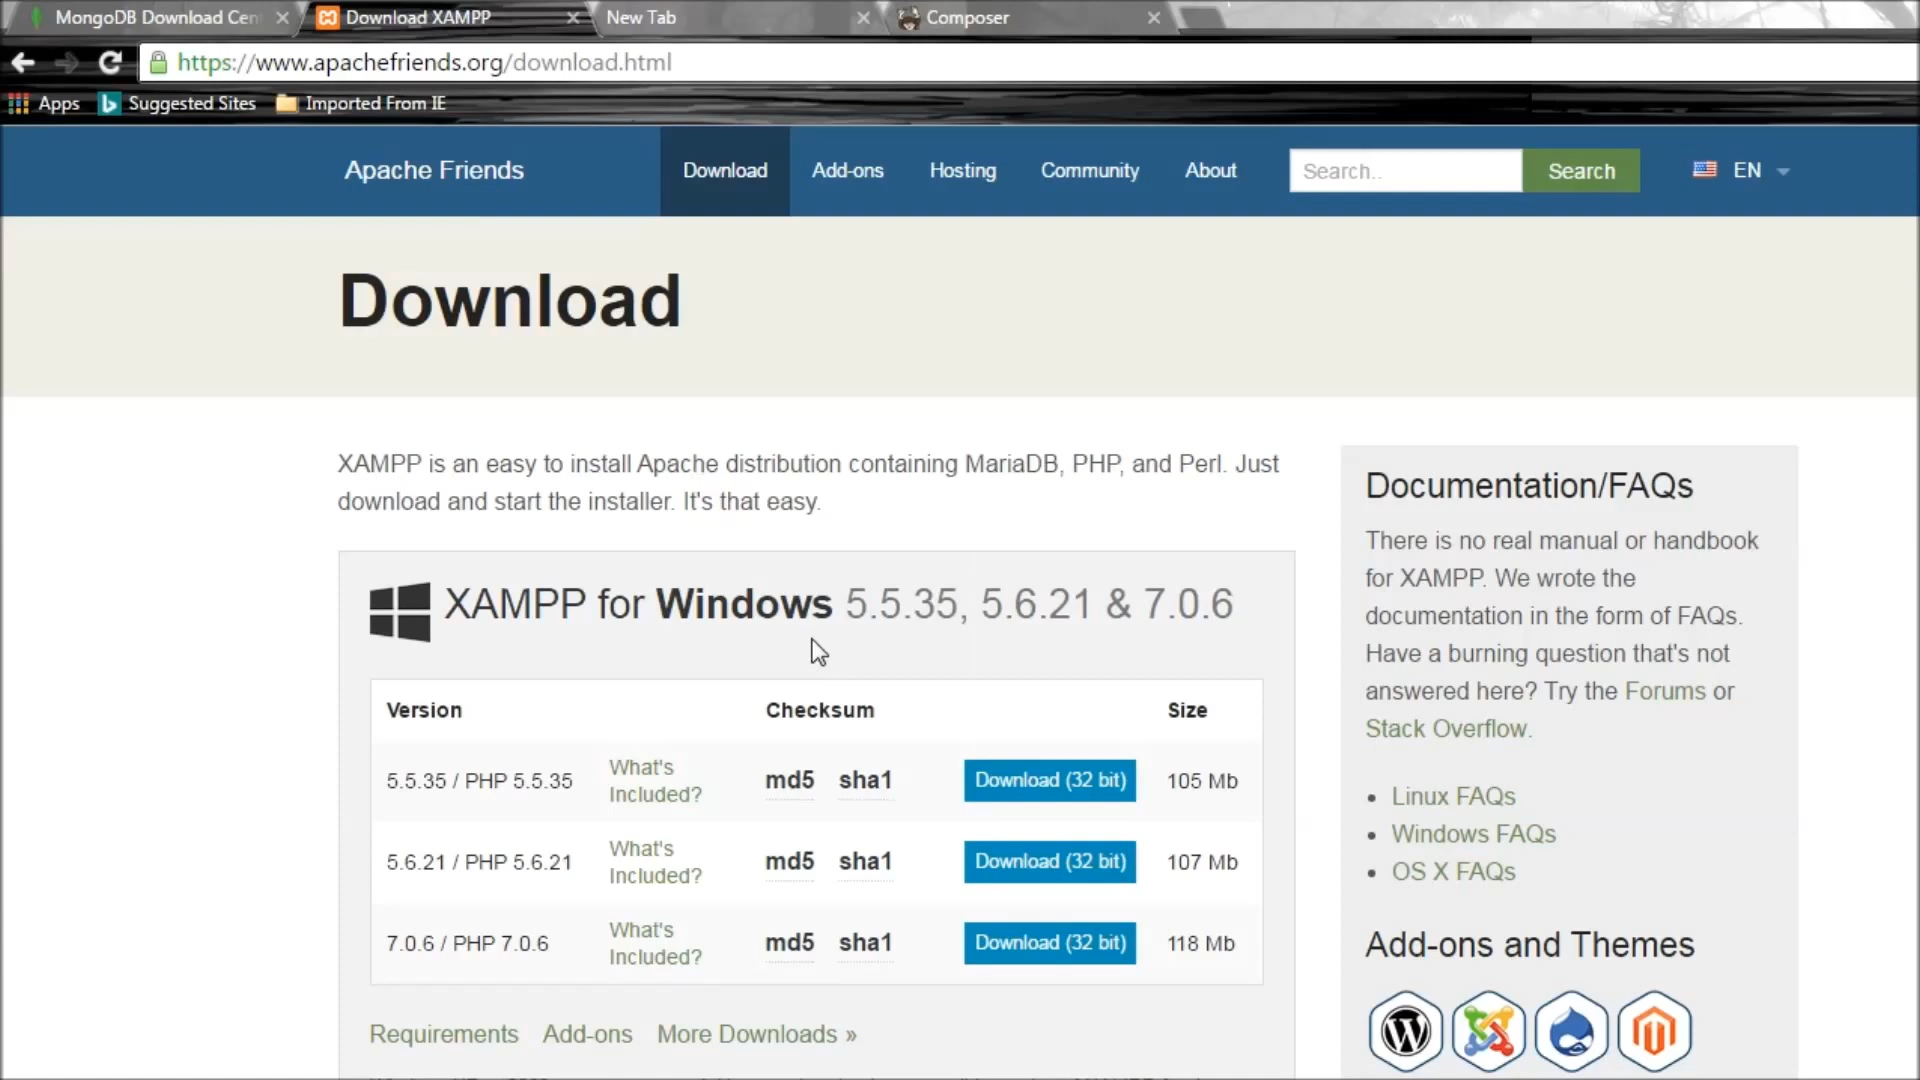 MongoDB Download Cen
Download XAMPP
New Tab
Composer
https://www.apachefriends.org/download.html
Apps
Suggested Sites
Imported From IE
Apache Friends
Download
Add-ons
Hosting
Community
About
Search..
Search
EN
Download
XAMPP is an easy to install Apache distribution containing MariaDB, PHP, and Perl. Just
download and start the installer. It's that easy.
XAMPP for Windows 5.5.35, 5.6.21 & 7.0.6
Version Checksum Size
5.5.35 / PHP 5.5.35 What's Included? md5 sha1 Download (32 bit) 105 Mb
5.6.21 / PHP 5.6.21 What's Included? md5 sha1 Download (32 bit) 107 Mb
7.0.6 / PHP 7.0.6 What's Included? md5 sha1 Download (32 bit) 118 Mb
Requirements Add-ons More Downloads »
Documentation/FAQs
There is no real manual or handbook
for XAMPP. We wrote the
documentation in the form of FAQs.
Have a burning question that's not
answered here? Try the Forums or
Stack Overflow.
• Linux FAQs
• Windows FAQs
• OS X FAQs
Add-ons and Themes